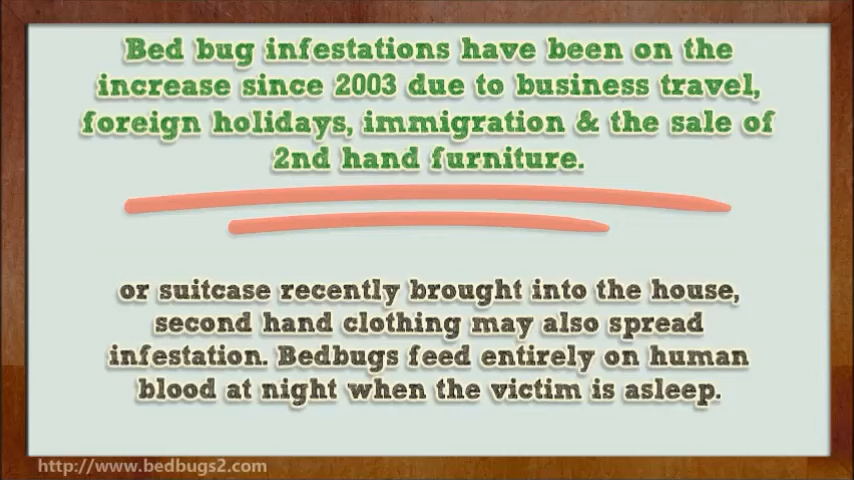 Bed bug infestations have been on the
increase since 2003 due to business travel,
foreign holidays, immigration & the sale of
2nd hand furniture.
or suitcase recently brought into the house,
second hand clothing may also spread
infestation. Bedbugs feed entirely on human
blood at night when the victim is asleep.
http://www.bedbugs2.com